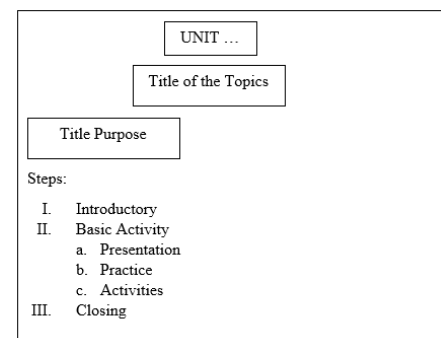 UNIT …
Title of the Topics
Title Purpose
Steps:
I. Introductory
II. Basic Activity
a. Presentation
b. Practice
c. Activities
III. Closing